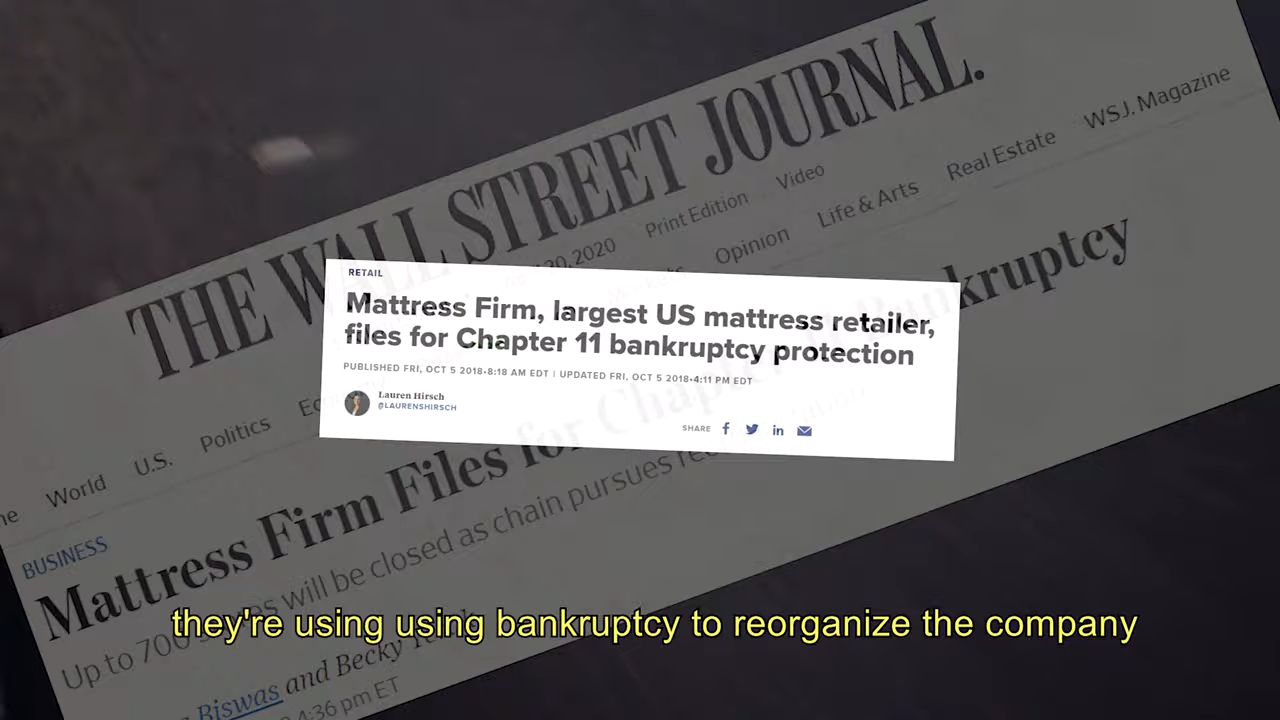 THE WALL STREET JOURNAL.
20, 2020
Print Edition
Video
World
U.S.
Politics
Opinion
Life & Arts
Real Estate
WSJ. Magazine
BUSINESS
Mattress Firm Files for Chapter Bankruptcy
Up to 700 will be closed as chain pursues
Biswas and Becky
4:36 pm ET
RETAIL
Mattress Firm, largest US mattress retailer,
files for Chapter 11 bankruptcy protection
PUBLISHED FRI, OCT 5 2018•8:18 AM EDT | UPDATED FRI, OCT 5 2018•4:11 PM EDT
Lauren Hirsch
@LAURENSHIRSCH
SHARE
they're using using bankruptcy to reorganize the company